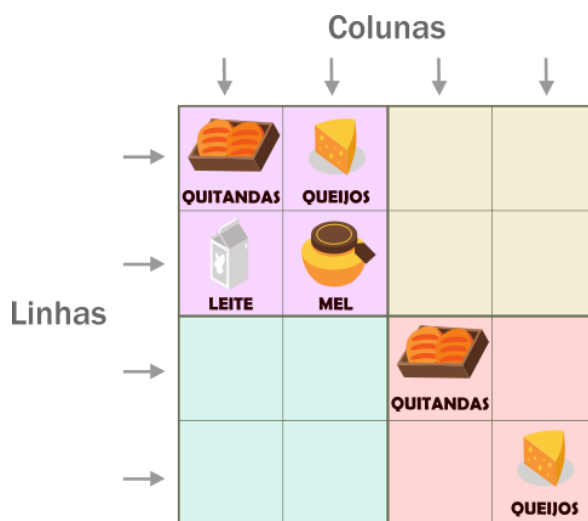 Colunas
QUITANDAS QUEIJOS
LEITE MEL
Linhas
QUITANDAS
QUEIJOS